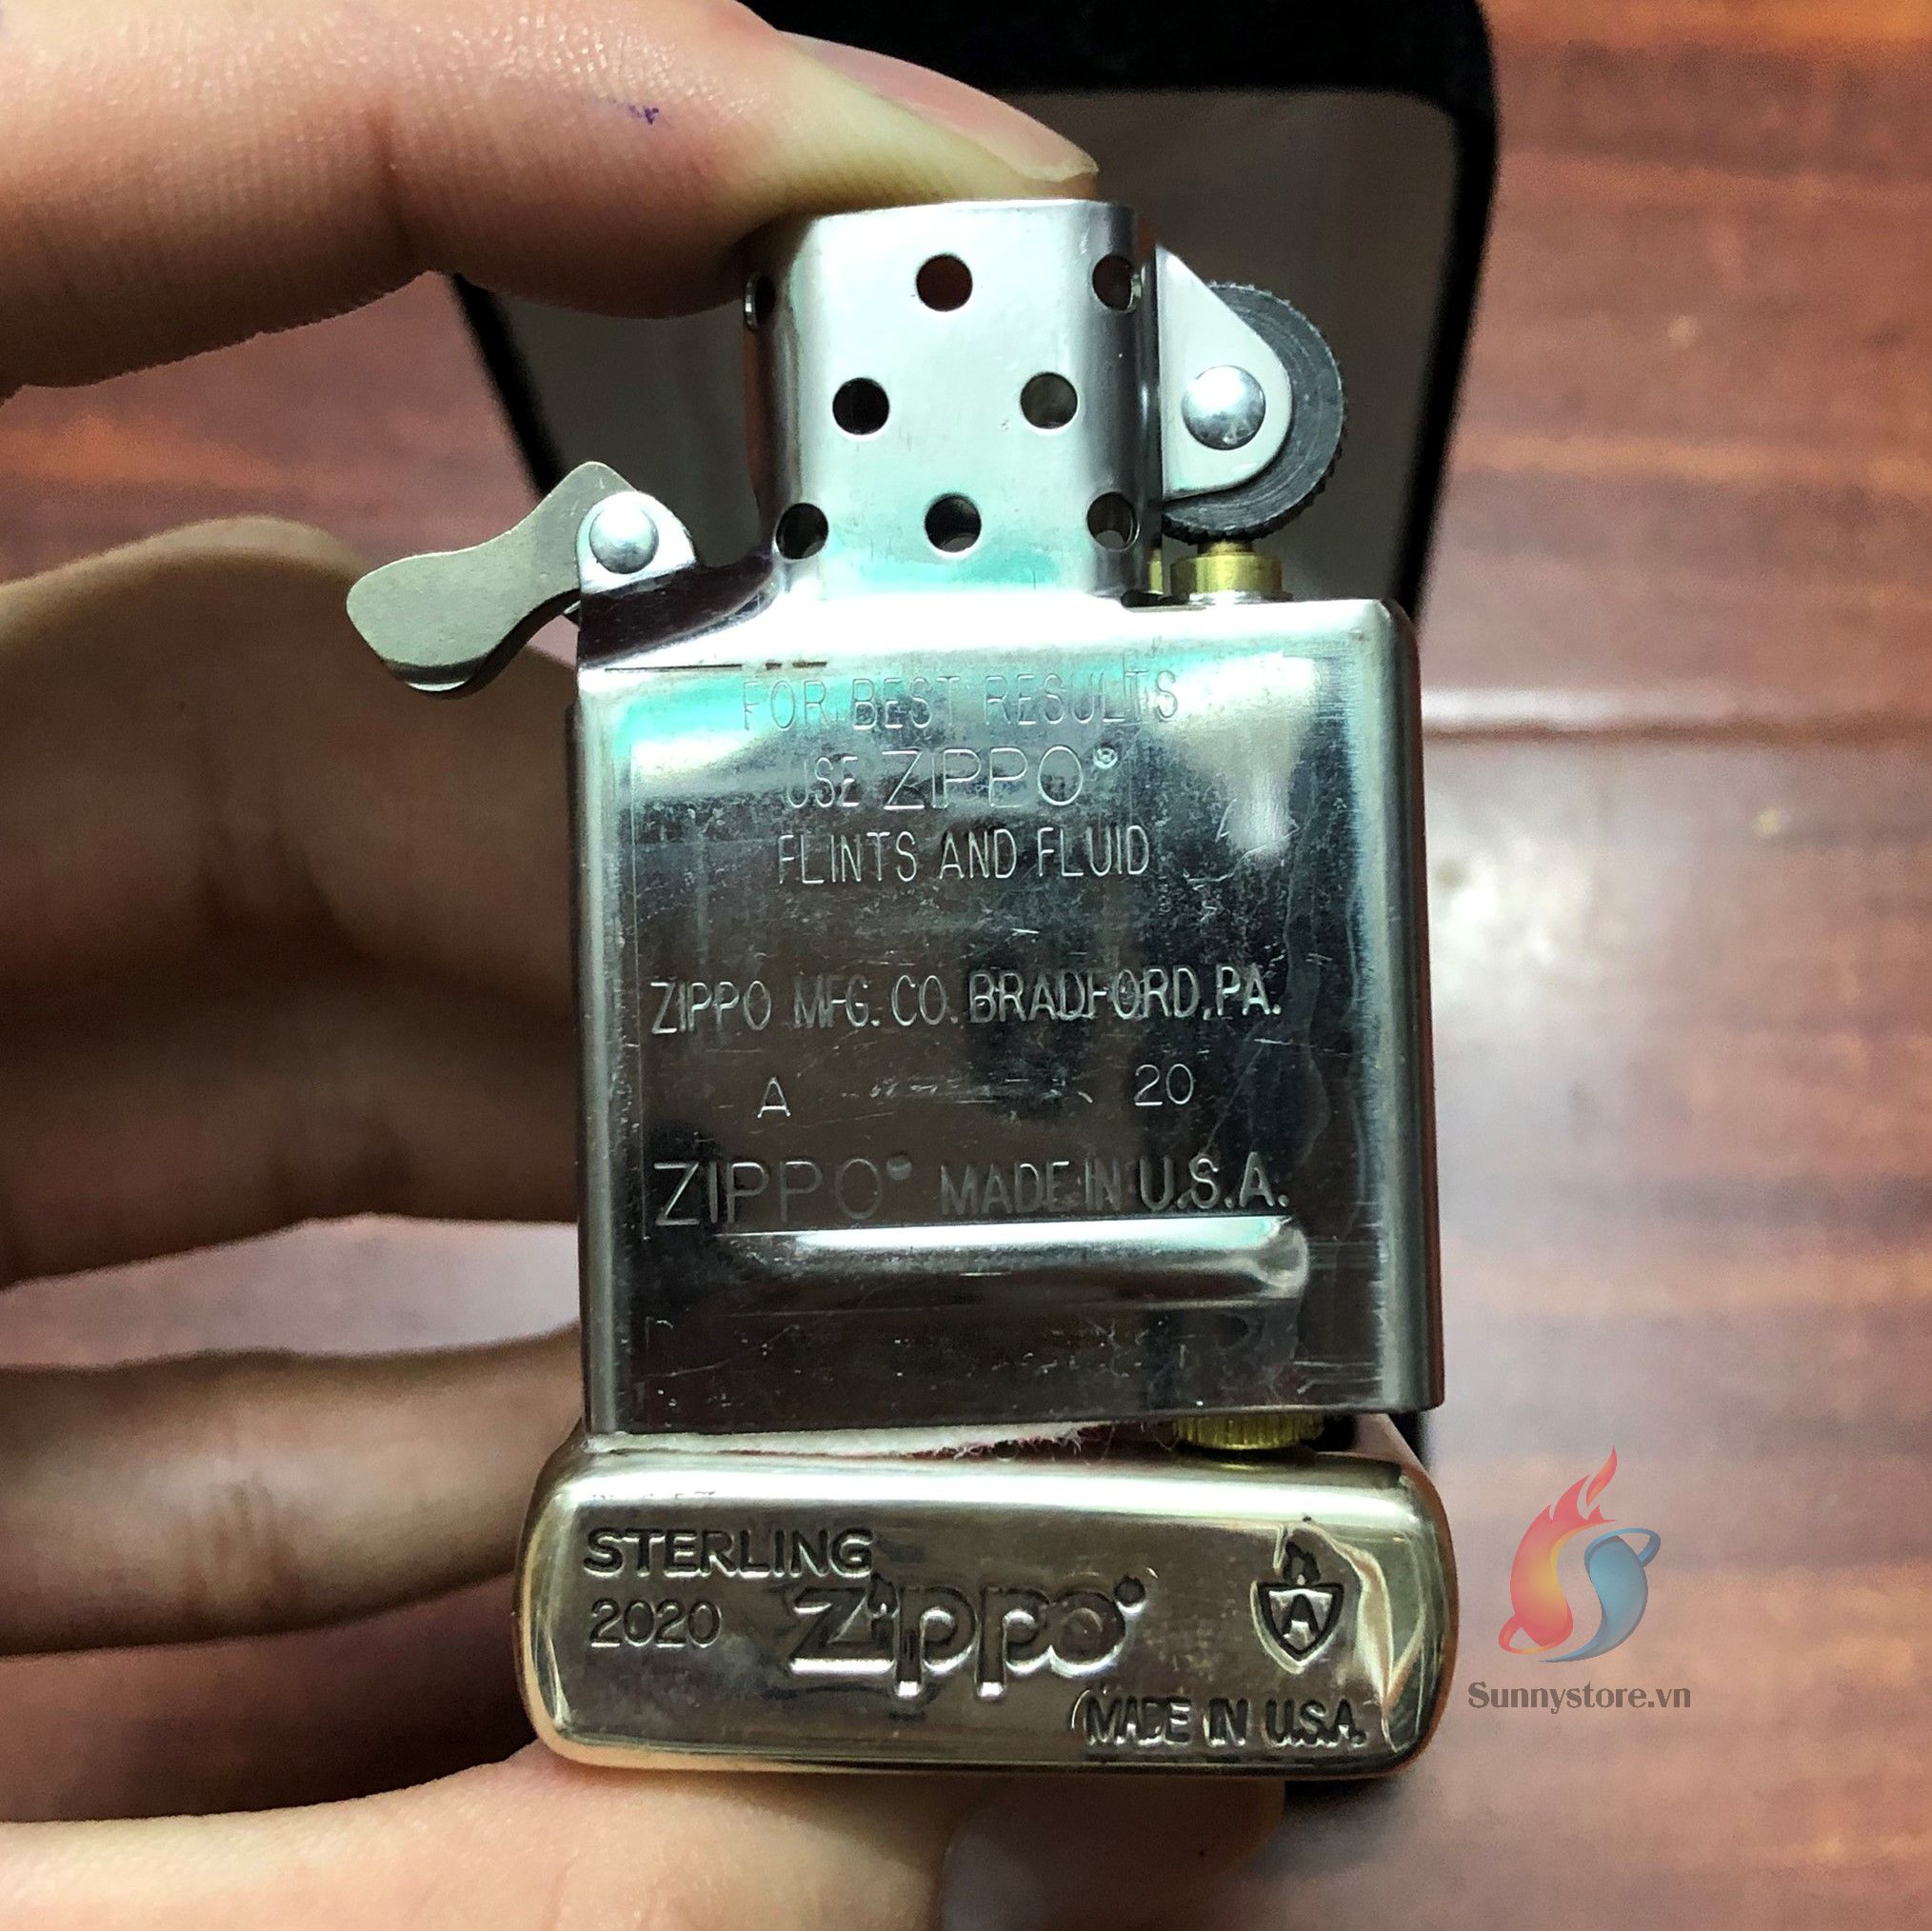 FOR BEST RESULTS
USE ZIPPO®
FLINTS AND FLUID
ZIPPO MFG. CO. BRADFORD, PA.
A 20
ZIPPO® MADE IN U.S.A.
STERLING
2020
Zippo®
A
MADE IN U.S.A.
Sunnystore.vn